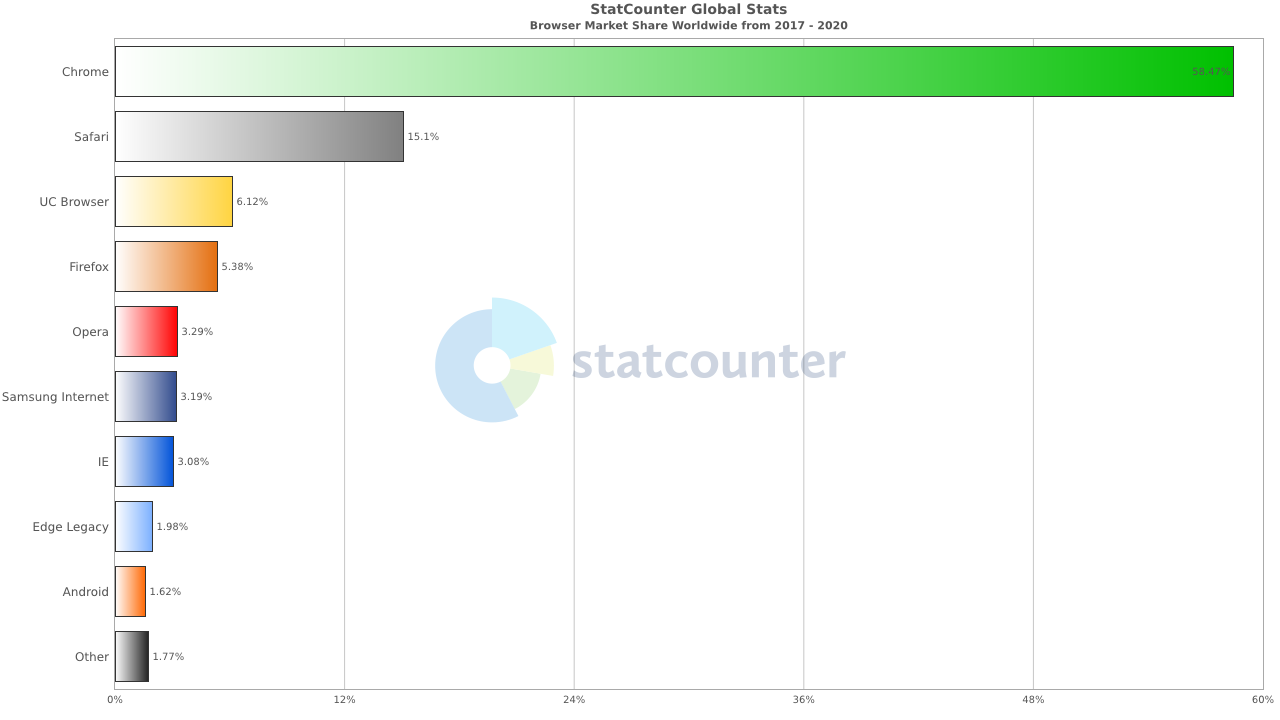 StatCounter Global Stats
Browser Market Share Worldwide from 2017 - 2020
Chrome 58.47%
Safari 15.1%
UC Browser 6.12%
Firefox 5.38%
Opera 3.29%
statcounter
Samsung Internet 3.19%
IE 3.08%
Edge Legacy 1.98%
Android 1.62%
Other 1.77%
0% 12% 24% 36% 48% 60%